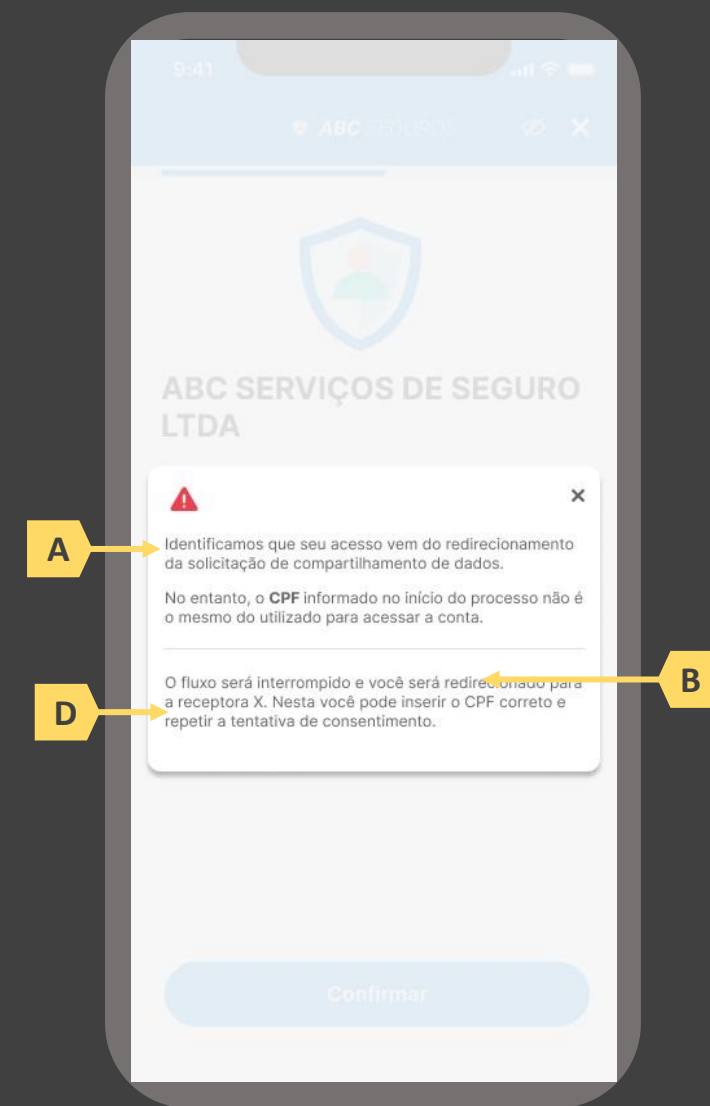 9:41
ABC SEGUROS
ABC SERVIÇOS DE SEGURO
LTDA
A
Identificamos que seu acesso vem do redirecionamento
da solicitação de compartilhamento de dados.
No entanto, o CPF informado no início do processo não é
o mesmo do utilizado para acessar a conta.
B
O fluxo será interrompido e você será redirecionado para
D
a receptora X. Nesta você pode inserir o CPF correto e
repetir a tentativa de consentimento.
Confirmar